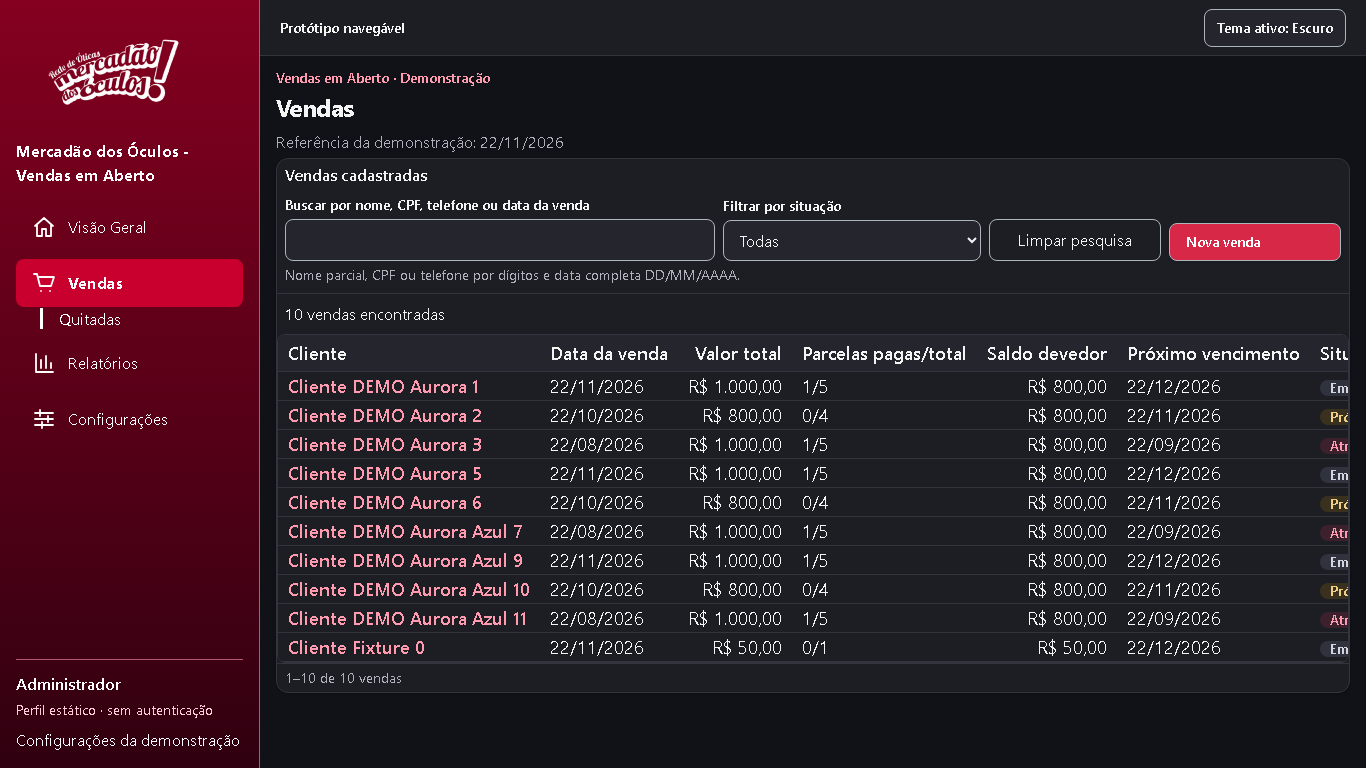 Rede de Óticas
mercadão
dos óculos!
Mercadão dos Óculos -
Vendas em Aberto
Visão Geral
Vendas
Quitadas
Relatórios
Configurações
Administrador
Perfil estático · sem autenticação
Configurações da demonstração
Protótipo navegável
Tema ativo: Escuro
Vendas em Aberto · Demonstração
Vendas
Referência da demonstração: 22/11/2026
Vendas cadastradas
Buscar por nome, CPF, telefone ou data da venda
Filtrar por situação
Todas
Limpar pesquisa
Nova venda
Nome parcial, CPF ou telefone por dígitos e data completa DD/MM/AAAA.
10 vendas encontradas
Cliente Data da venda Valor total Parcelas pagas/total Saldo devedor Próximo vencimento Situ
Cliente DEMO Aurora 1 22/11/2026 R$ 1.000,00 1/5 R$ 800,00 22/12/2026 Em
Cliente DEMO Aurora 2 22/10/2026 R$ 800,00 0/4 R$ 800,00 22/11/2026 Pró
Cliente DEMO Aurora 3 22/08/2026 R$ 1.000,00 1/5 R$ 800,00 22/09/2026 Atr
Cliente DEMO Aurora 5 22/11/2026 R$ 1.000,00 1/5 R$ 800,00 22/12/2026 Em
Cliente DEMO Aurora 6 22/10/2026 R$ 800,00 0/4 R$ 800,00 22/11/2026 Pró
Cliente DEMO Aurora Azul 7 22/08/2026 R$ 1.000,00 1/5 R$ 800,00 22/09/2026 Atr
Cliente DEMO Aurora Azul 9 22/11/2026 R$ 1.000,00 1/5 R$ 800,00 22/12/2026 Em
Cliente DEMO Aurora Azul 10 22/10/2026 R$ 800,00 0/4 R$ 800,00 22/11/2026 Pró
Cliente DEMO Aurora Azul 11 22/08/2026 R$ 1.000,00 1/5 R$ 800,00 22/09/2026 Atr
Cliente Fixture 0 22/11/2026 R$ 50,00 0/1 R$ 50,00 22/12/2026 Em
1–10 de 10 vendas